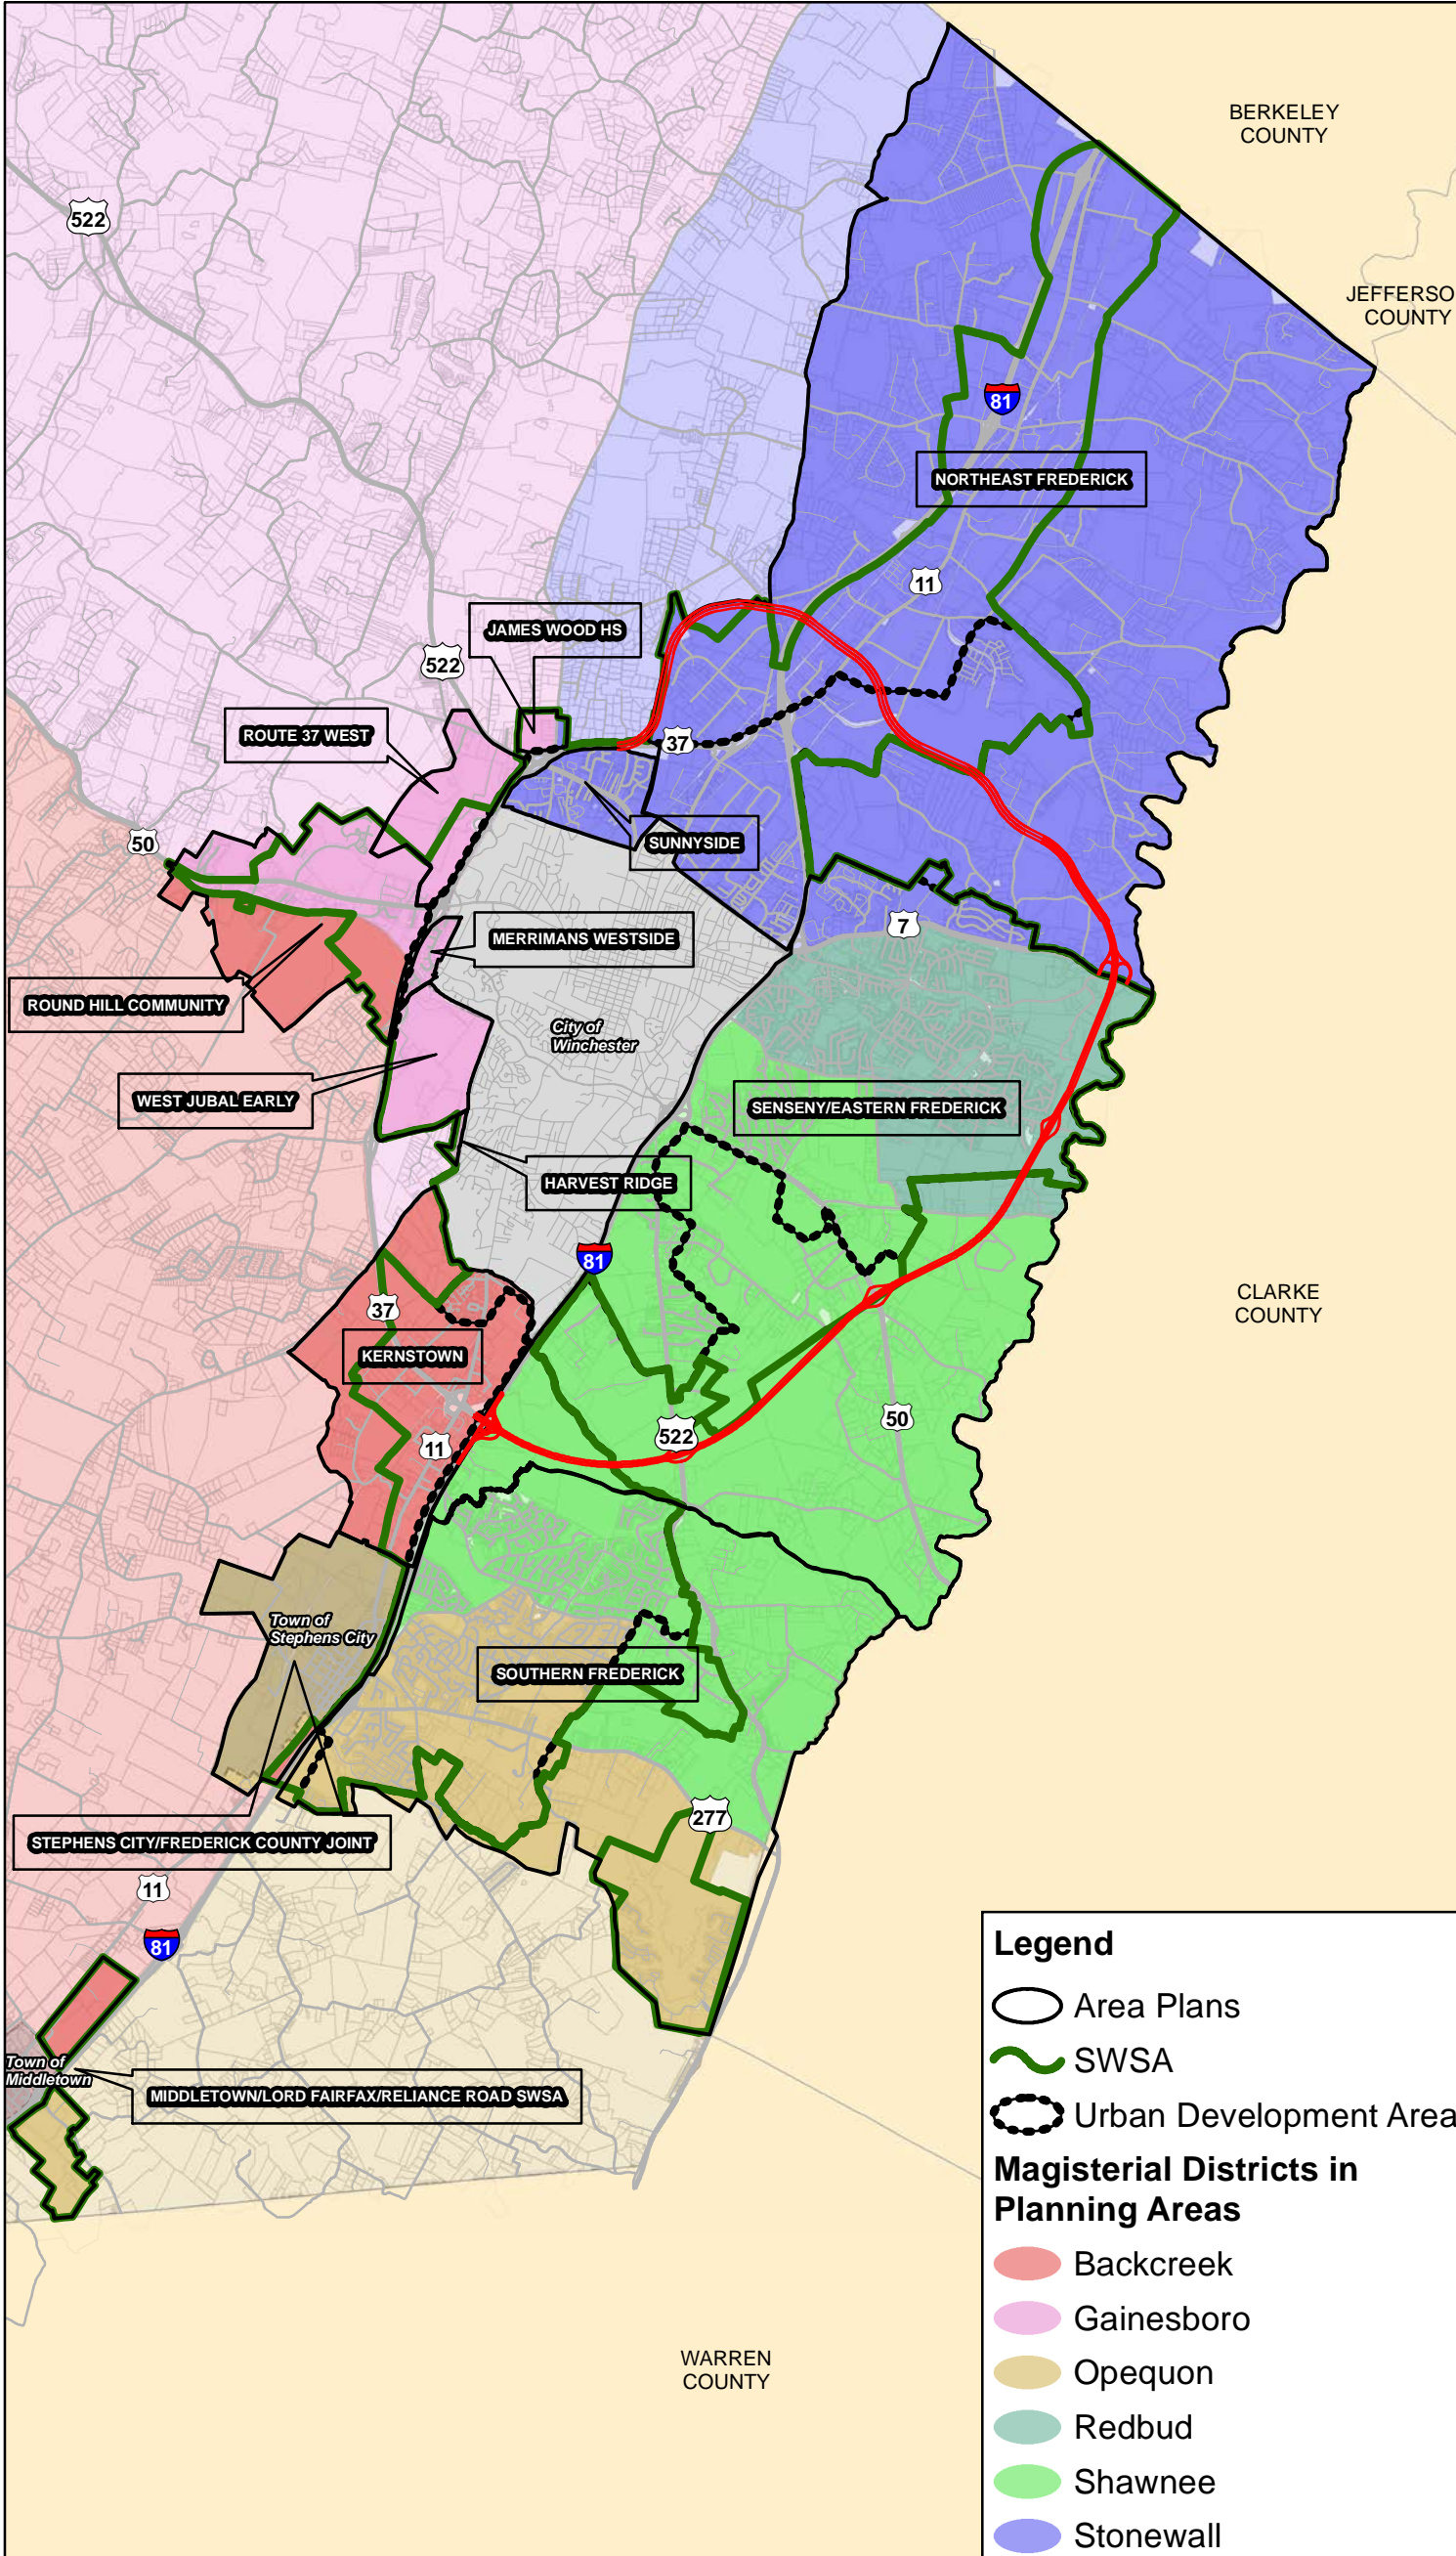 BERKELEY
COUNTY
522
JEFFERSO
COUNTY
81
NORTHEAST FREDERICK
11
JAMES WOOD HS
522
ROUTE 37 WEST
37
50
SUNNYSIDE
7
MERRIMANS WESTSIDE
ROUND HILL COMMUNITY
City of
Winchester
WEST JUBAL EARLY
SENSENY/EASTERN FREDERICK
HARVEST RIDGE
81
CLARKE
COUNTY
37
KERNSTOWN
50
522
11
Town of
Stephens City
SOUTHERN FREDERICK
277
STEPHENS CITY/FREDERICK COUNTY JOINT
11
81
Town of
Middletown
MIDDLETOWN/LORD FAIRFAX/RELIANCE ROAD SWSA
WARREN
COUNTY
Legend
Area Plans
SWSA
Urban Development Area
Magisterial Districts in
Planning Areas
Backcreek
Gainesboro
Opequon
Redbud
Shawnee
Stonewall